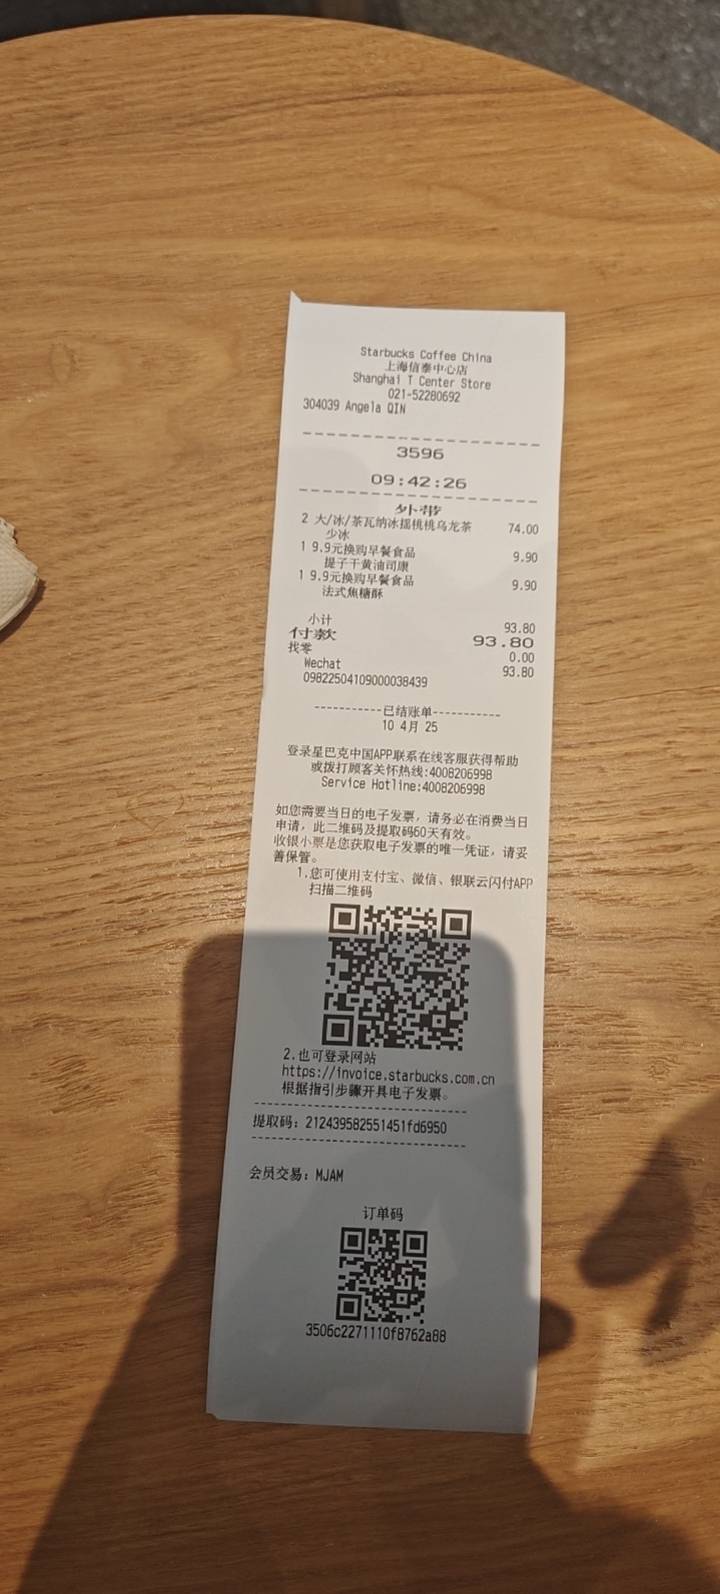 Starbucks Coffee China
上海信泰中心店
Shanghai T Center Store
021-52280692
304039 Angela QIN
3596
09:42:26
外带
2 大/冰/茶瓦纳冰摇桃桃乌龙茶 74.00
少冰
1 9.9元换购早餐食品 9.90
提子干黄油司康
1 9.9元换购早餐食品 9.90
法式焦糖酥
小计 93.80
付款 93.80
找零 0.00
Wechat 93.80
09822504109000038439
-----------已结账单-----------
10 4月 25
登录星巴克中国APP联系在线客服获得帮助
或拨打顾客关怀热线:4008206998
Service Hotline:4008206998
如您需要当日的电子发票，请务必在消费当日
申请，此二维码及提取码60天有效。
收银小票是您获取电子发票的唯一凭证，请妥
善保管。
1.您可使用支付宝、微信、银联云闪付APP
扫描二维码
2.也可登录网站
https://invoice.starbucks.com.cn
根据指引步骤开具电子发票。
提取码：212439582551451fd6950
会员交易：MJAM
订单码
3506c2271110f8762a88